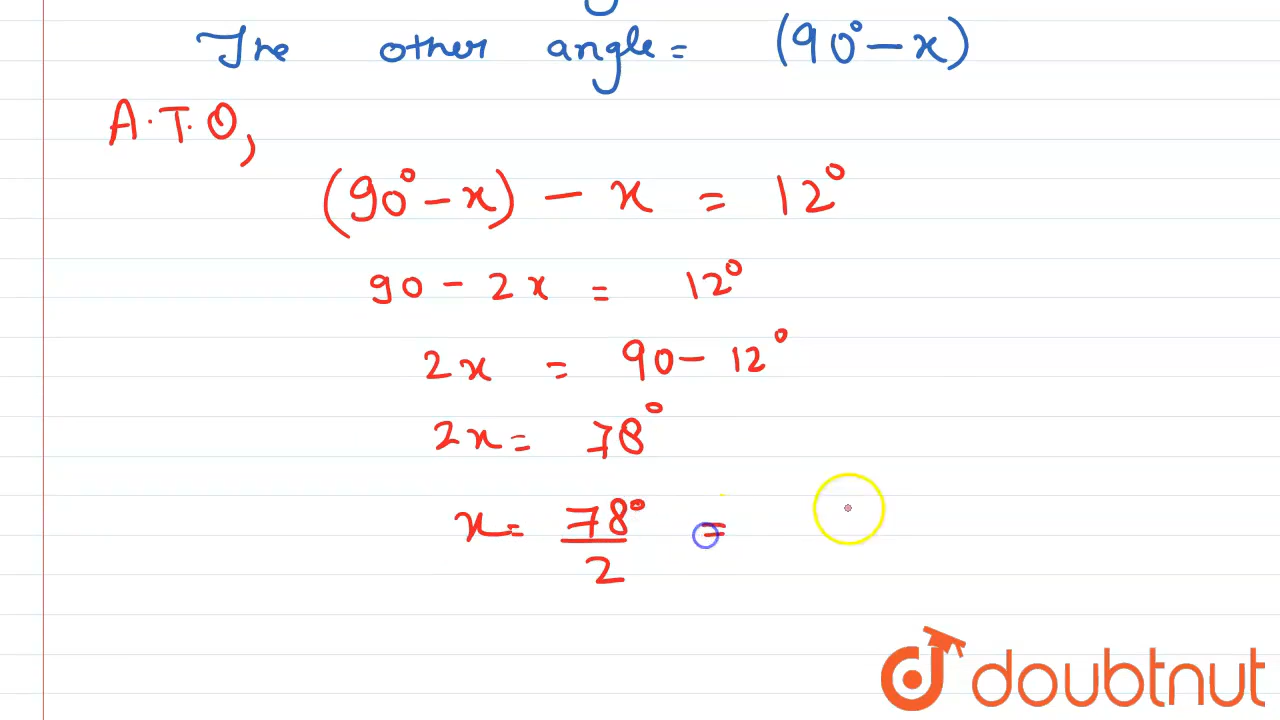 The other angle = (90° - x)
A.T.O,
(90° - x) - x = 12°
90 - 2x = 12°
2x = 90 - 12°
2x = 78°
x = 78°/2 =
doubtnut